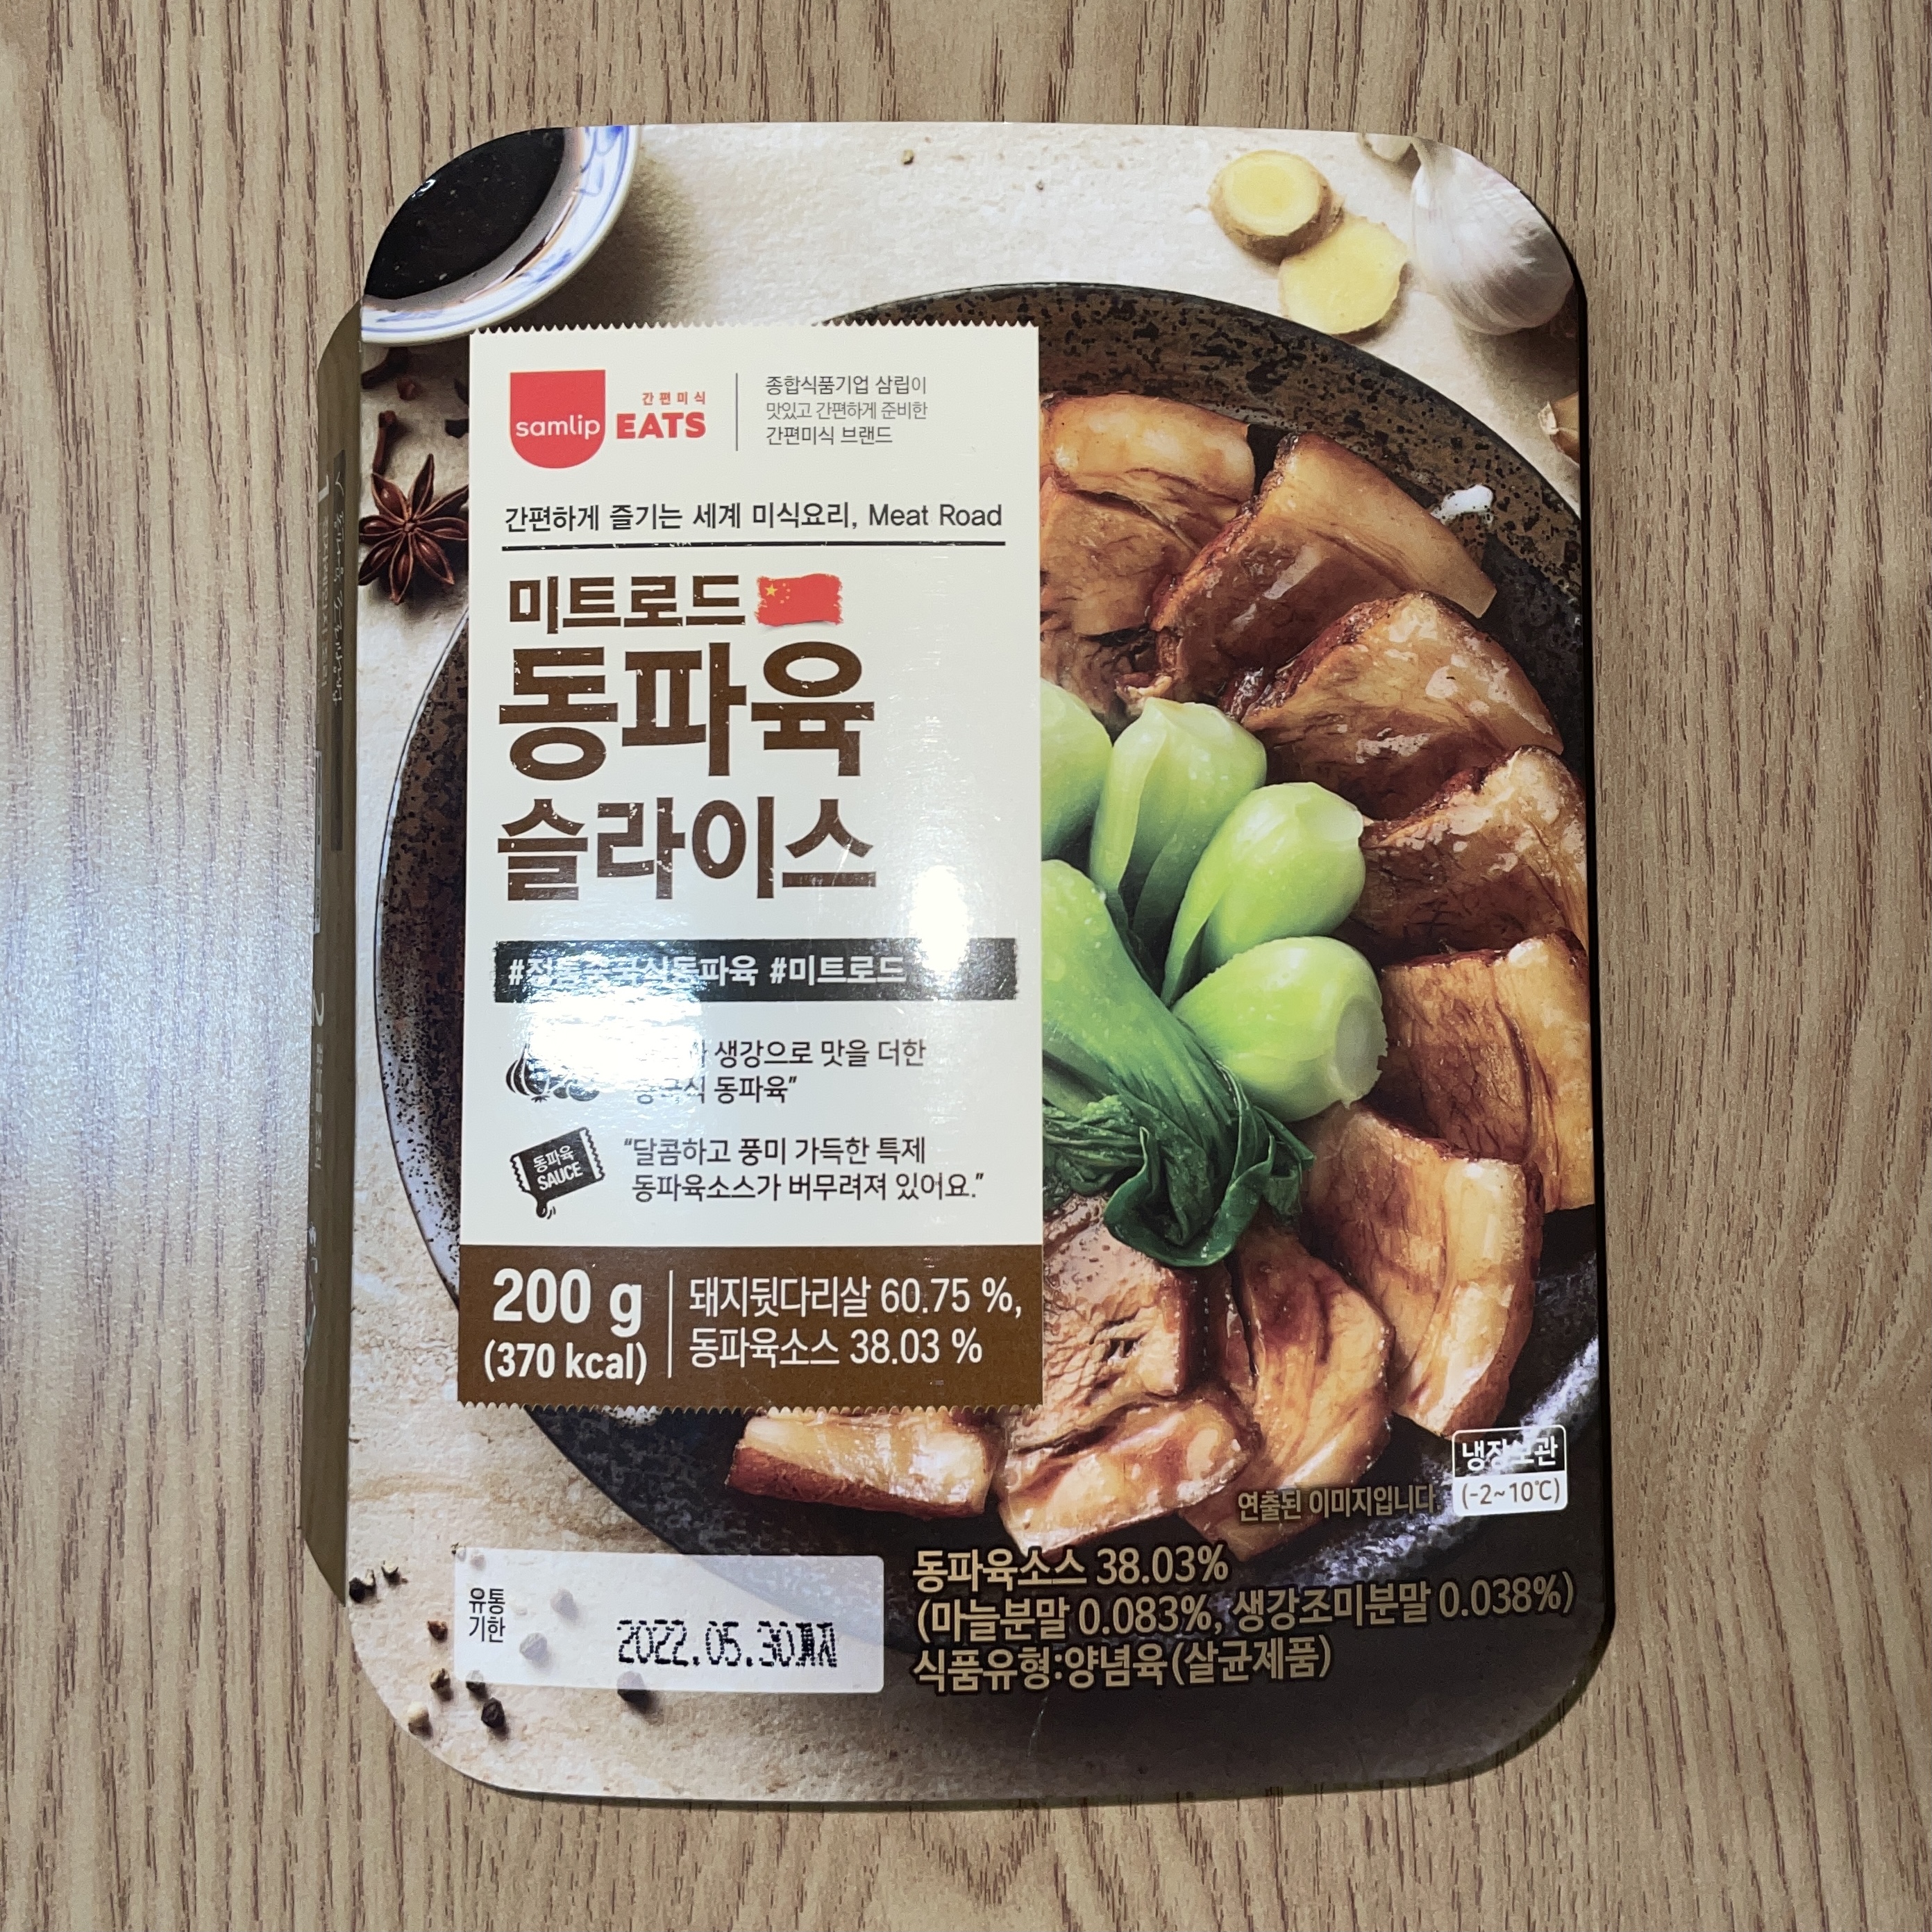 samlip
간편미식
EATS
종합식품기업 삼립이
맛있고 간편하게 준비한
간편미식 브랜드
간편하게 즐기는 세계 미식요리, Meat Road
미트로드
동파육
슬라이스
#전통중국식동파육 #미트로드
생강으로 맛을 더한
동파육”
동파육
SAUCE
“달콤하고 풍미 가득한 특제
동파육소스가 버무려져 있어요.”
200 g
(370 kcal)
돼지뒷다리살 60.75 %,
동파육소스 38.03 %
냉장보관
(-2~10℃)
연출된 이미지입니다
유통
기한
2022.05.30까지
동파육소스 38.03%
(마늘분말 0.083%, 생강조미분말 0.038%)
식품유형:양념육(살균제품)